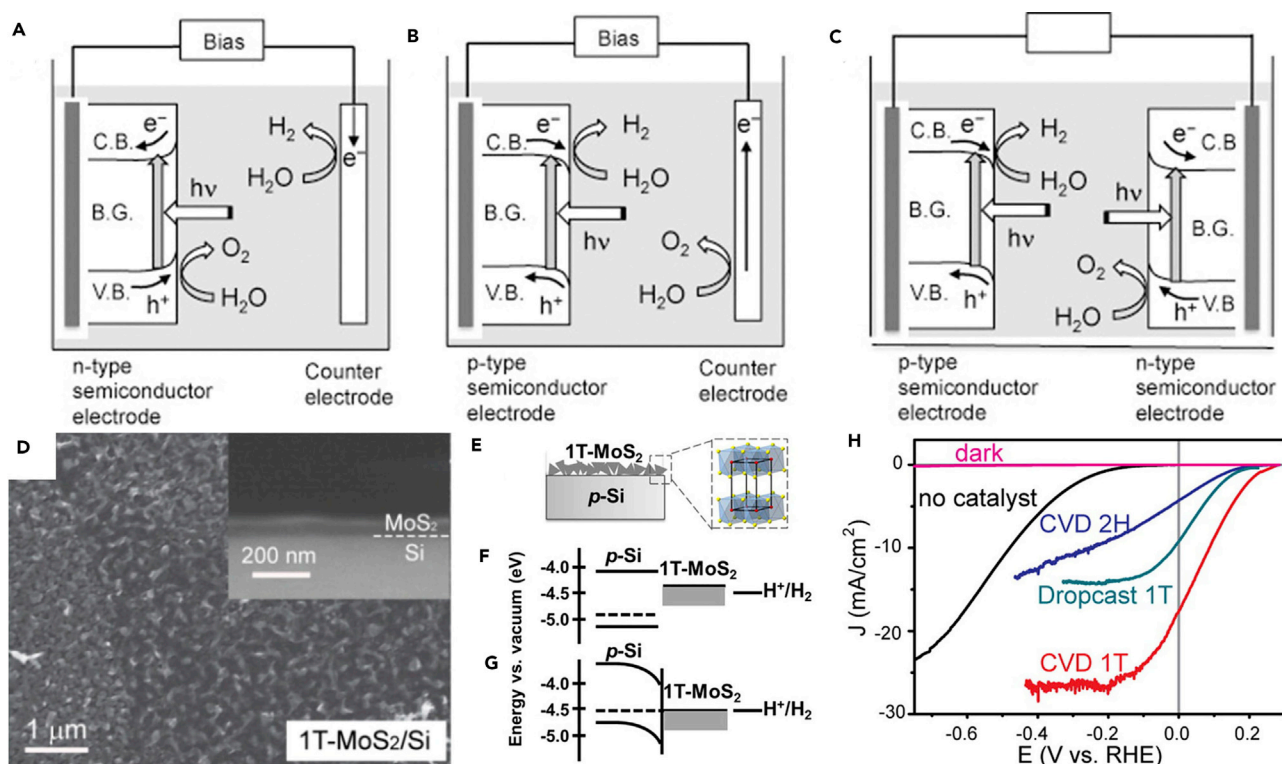 A
Bias
C.B.
e⁻
H₂
e⁻
H₂O
hν
B.G.
O₂
V.B.
h⁺
H₂O
n-type
semiconductor
electrode
Counter
electrode
B
Bias
C.B.
e⁻
H₂
e⁻
H₂O
B.G.
hν
O₂
V.B.
h⁺
H₂O
p-type
semiconductor
electrode
Counter
electrode
C
C.B.
e⁻
H₂
e⁻
C.B
H₂O
B.G.
hν
B.G.
O₂
V.B.
h⁺
H₂O
h⁺
V.B
p-type
semiconductor
electrode
n-type
semiconductor
electrode
D
MoS₂
Si
200 nm
1 μm
1T-MoS₂/Si
E
1T-MoS₂
p-Si
F
Energy vs. vacuum (eV)
p-Si
-4.0
1T-MoS₂
-4.5
H⁺/H₂
-5.0
G
p-Si
-4.0
1T-MoS₂
-4.5
H⁺/H₂
-5.0
H
dark
no catalyst
CVD 2H
Dropcast 1T
CVD 1T
J (mA/cm²)
0
-10
-20
-30
-0.6
-0.4
-0.2
0.0
0.2
E (V vs. RHE)